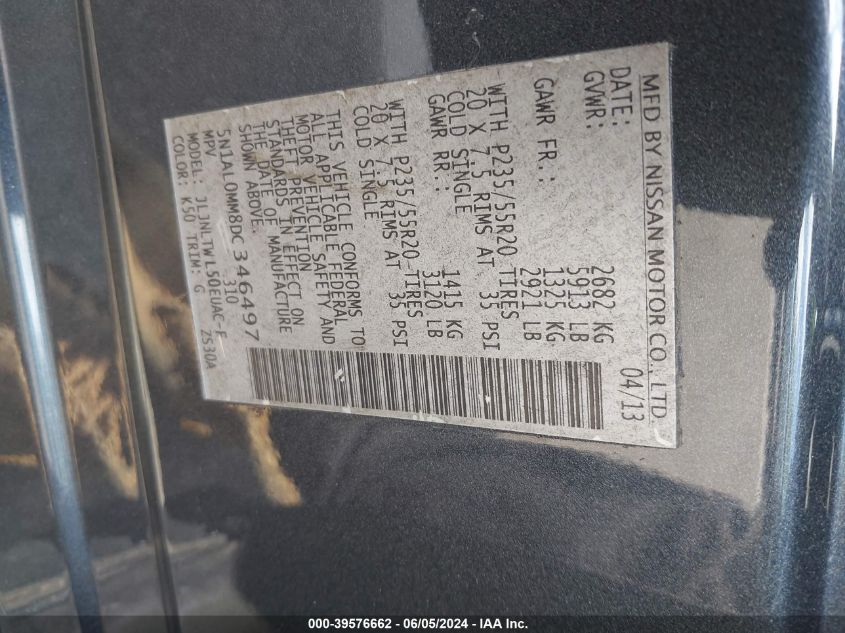 MFD BY NISSAN MOTOR CO., LTD
DATE: 04/13
GVWR: 2682 KG
5913 LB
GAWR FR.: 1325 KG
2921 LB
WITH P235/55R20 TIRES
20 X 7.5 RIMS AT 35 PSI
COLD SINGLE
GAWR RR.: 1415 KG
3120 LB
WITH P235/55R20 TIRES
20 X 7.5 RIMS AT 35 PSI
COLD SINGLE
THIS VEHICLE CONFORMS TO
ALL APPLICABLE FEDERAL
MOTOR VEHICLE SAFETY AND
THEFT PREVENTION
STANDARDS IN EFFECT ON
THE DATE OF MANUFACTURE
SHOWN ABOVE.
5N1AL0MM8DC346497
MPV 310
MODEL: JLJNLTWL50EUAC-F
COLOR: K50 TRIM: G ZS30A
000-39576662 - 06/05/2024 - IAA Inc.